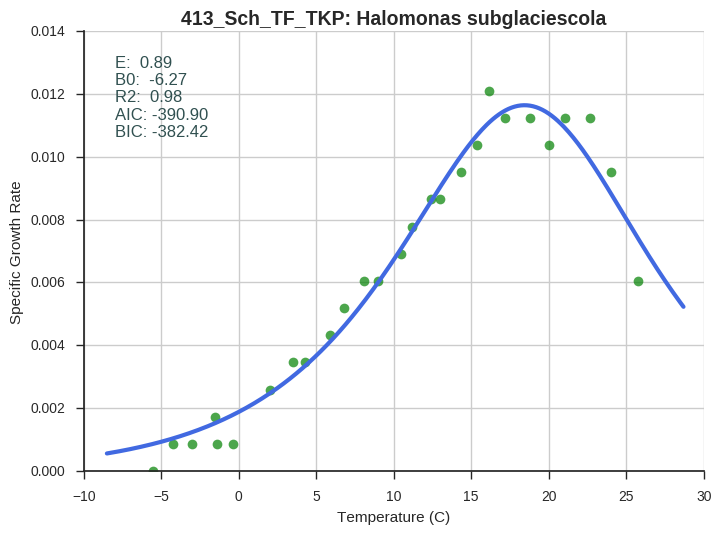 413_Sch_TF_TKP: Halomonas subglaciescola
E: 0.89
B0: -6.27
R2: 0.98
AIC: -390.90
BIC: -382.42
Specific Growth Rate
0.014
0.012
0.010
0.008
0.006
0.004
0.002
0.000
−10 −5 0 5 10 15 20 25 30
Temperature (C)